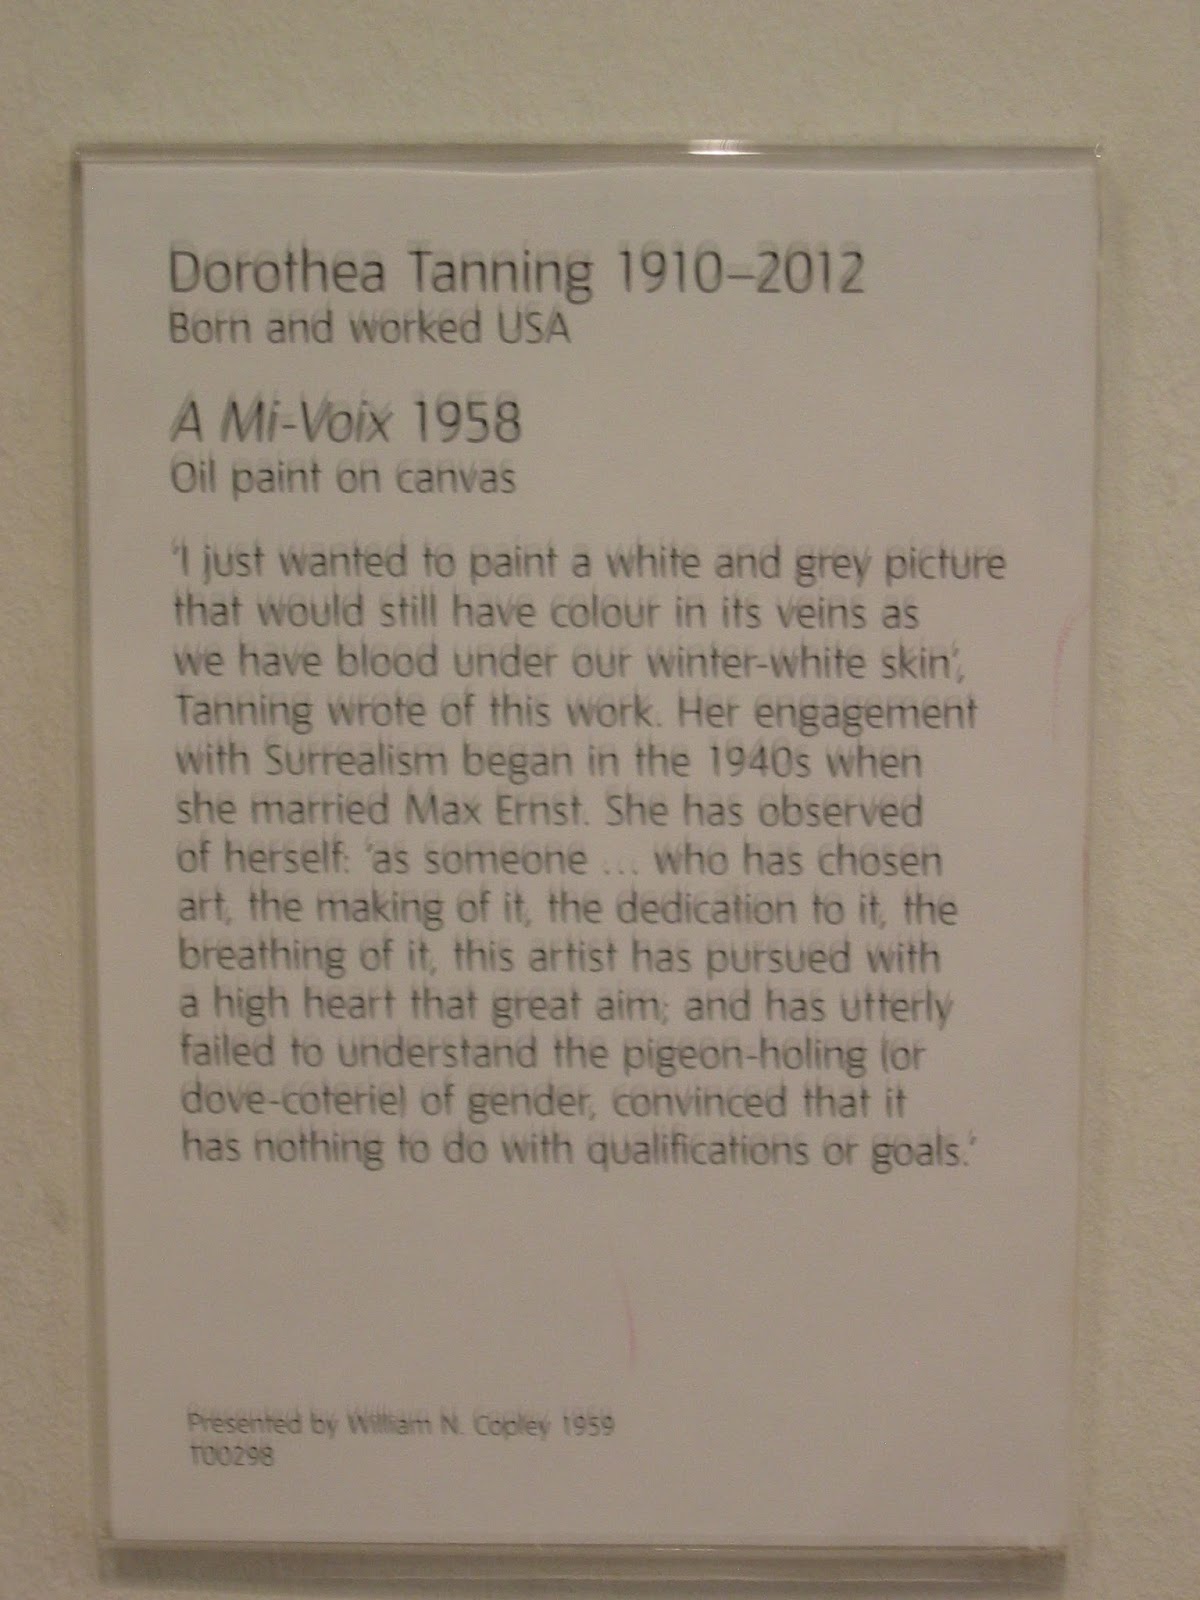 Dorothea Tanning 1910–2012
Born and worked USA
A Mi-Voix 1958
Oil paint on canvas
‘I just wanted to paint a white and grey picture
that would still have colour in its veins as
we have blood under our winter-white skin’,
Tanning wrote of this work. Her engagement
with Surrealism began in the 1940s when
she married Max Ernst. She has observed
of herself: ‘as someone ... who has chosen
art, the making of it, the dedication to it, the
breathing of it, this artist has pursued with
a high heart that great aim; and has utterly
failed to understand the pigeon-holing (or
dove-coterie) of gender, convinced that it
has nothing to do with qualifications or goals.’
Presented by William N. Copley 1959
T00298